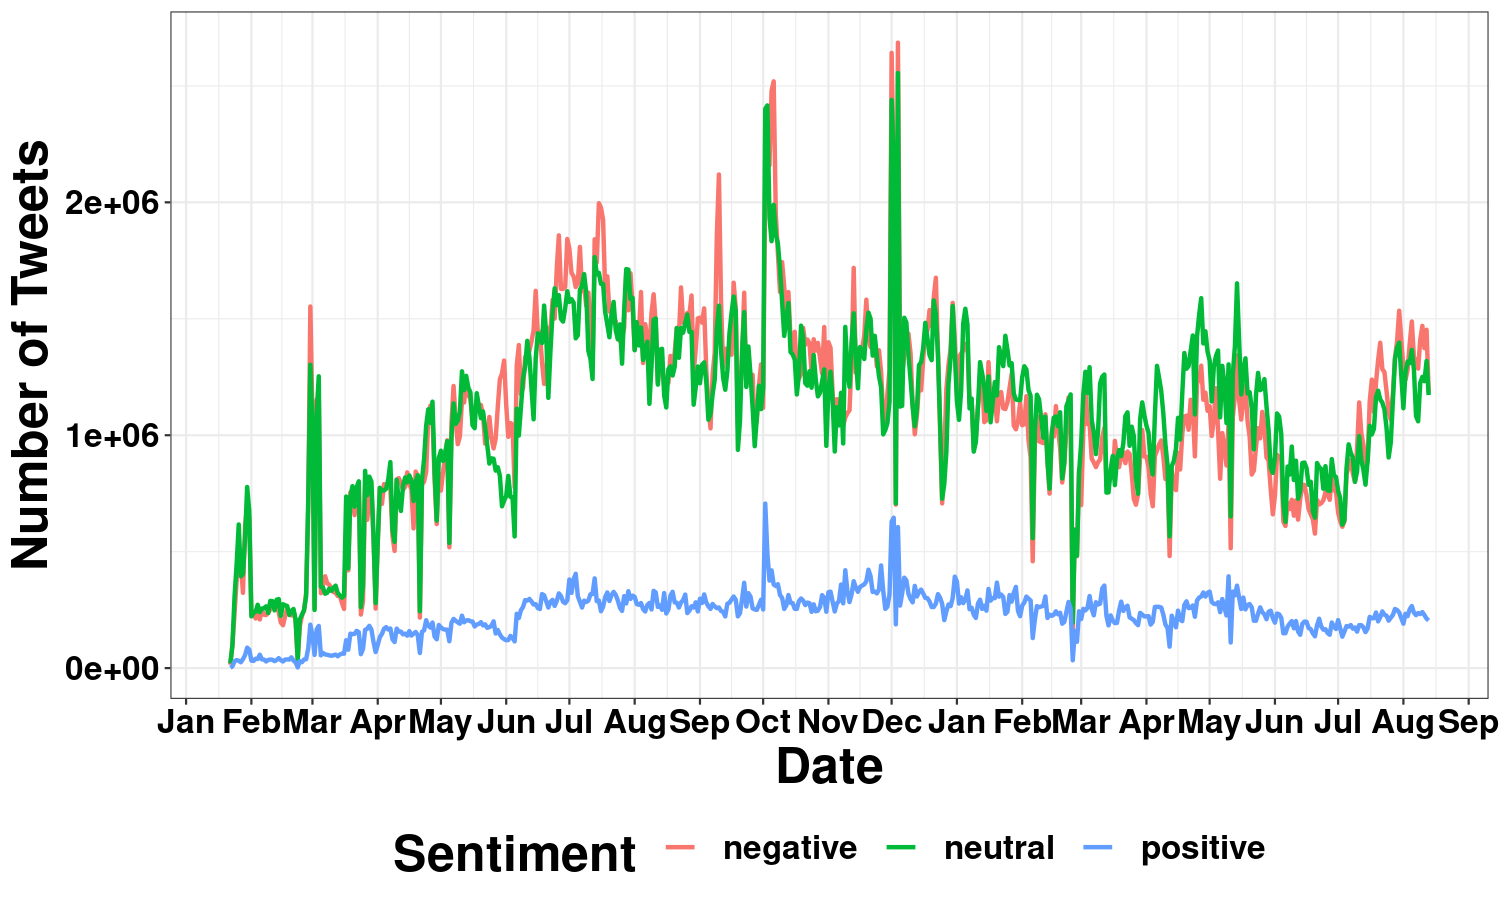 Number of Tweets
2e+06
1e+06
0e+00
Jan Feb Mar Apr May Jun Jul Aug Sep Oct Nov Dec Jan Feb Mar Apr May Jun Jul Aug Sep
Date
Sentiment negative neutral positive